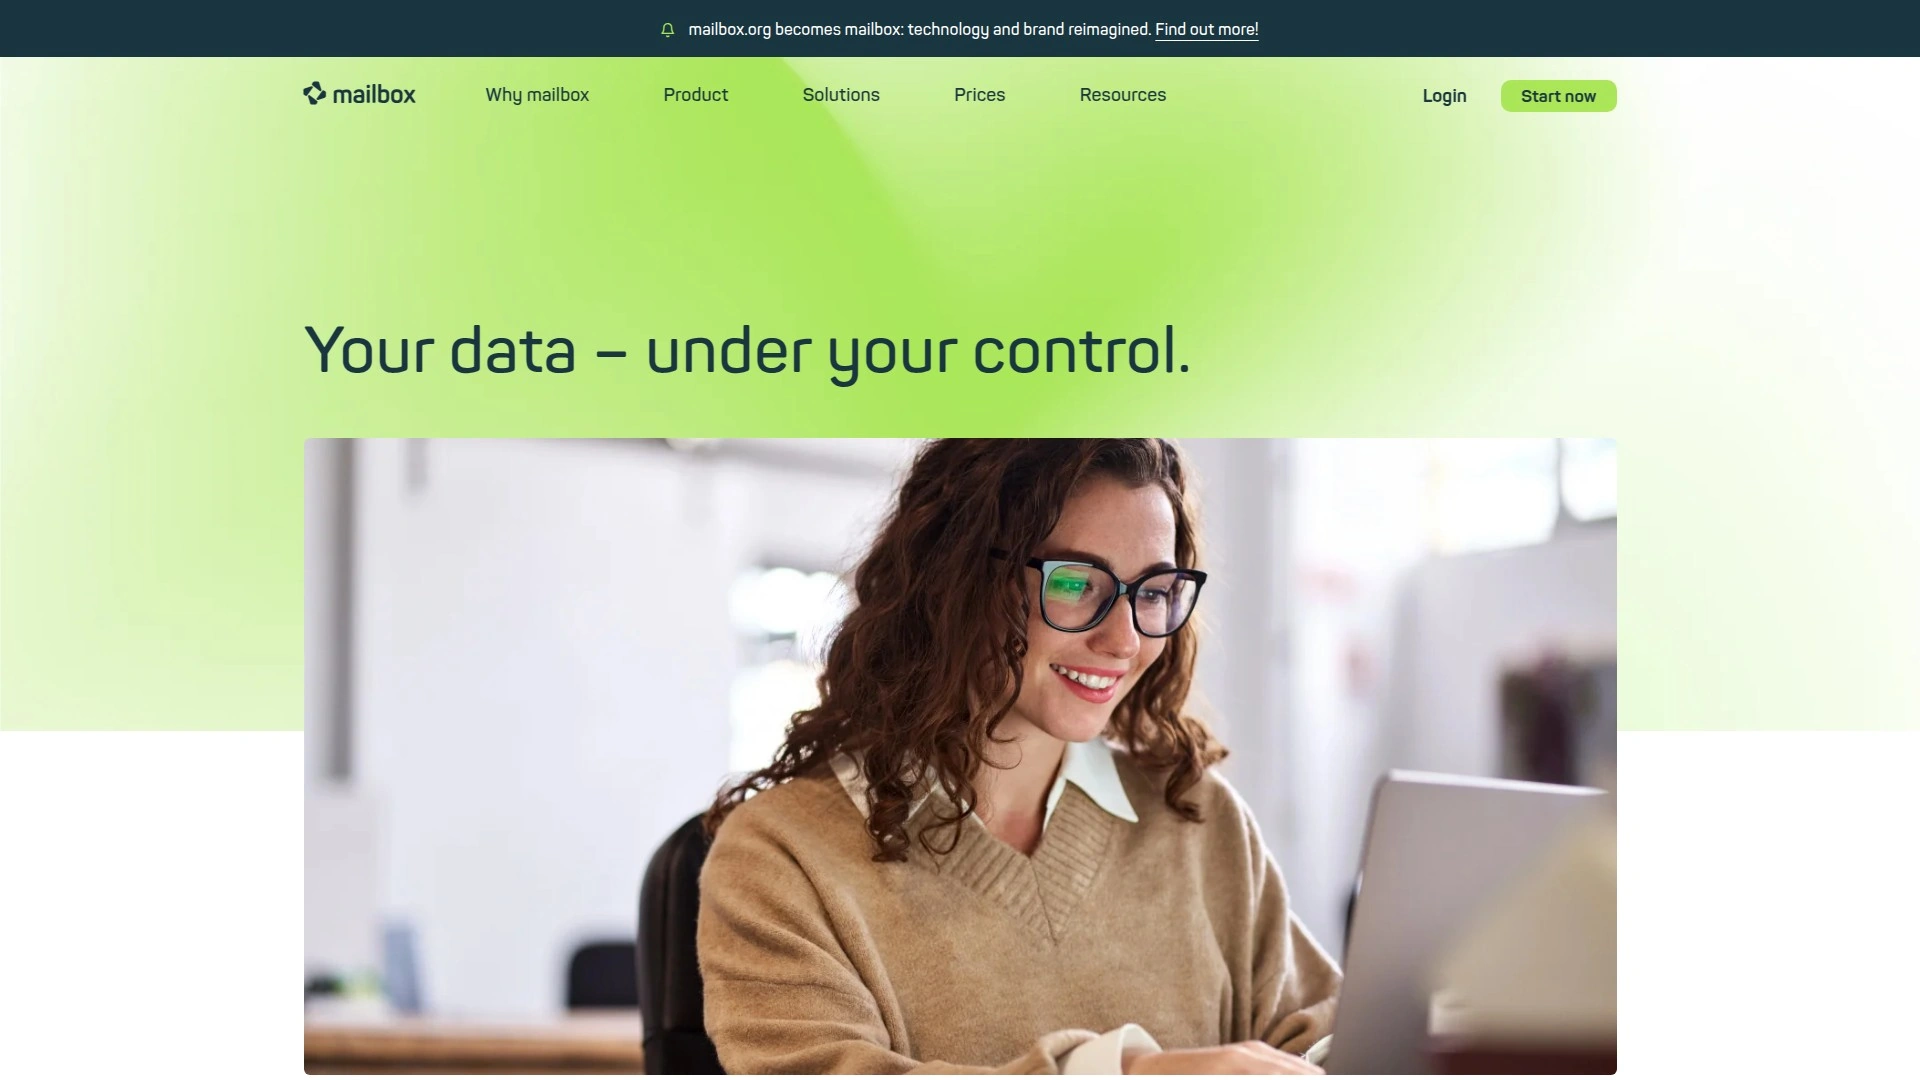 mailbox.org becomes mailbox: technology and brand reimagined. Find out more!
mailbox Why mailbox Product Solutions Prices Resources Login Start now
Your data – under your control.